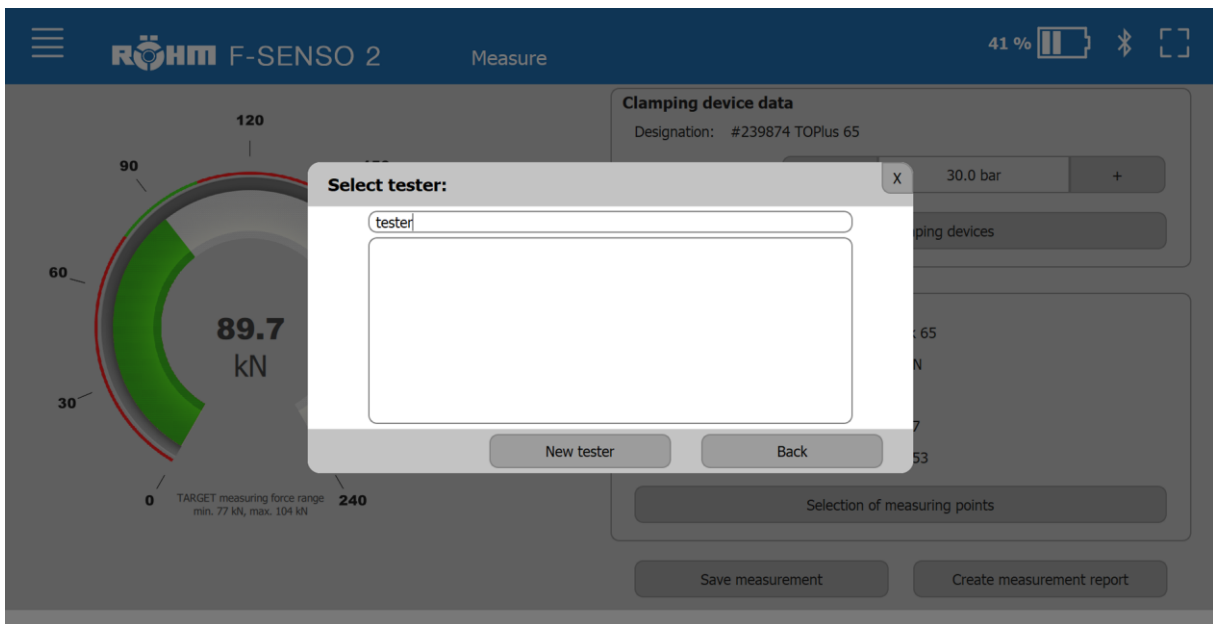 RÖHM F-SENSO 2
Measure
41 %
120
90
60
30
0
240
89.7
kN
TARGET measuring force range
min. 77 kN, max. 104 kN
Clamping device data
Designation: #239874 TOPlus 65
30.0 bar +
devices
65
N
7
53
Selection of measuring points
Save measurement
Create measurement report
Select tester:
X
tester
New tester
Back